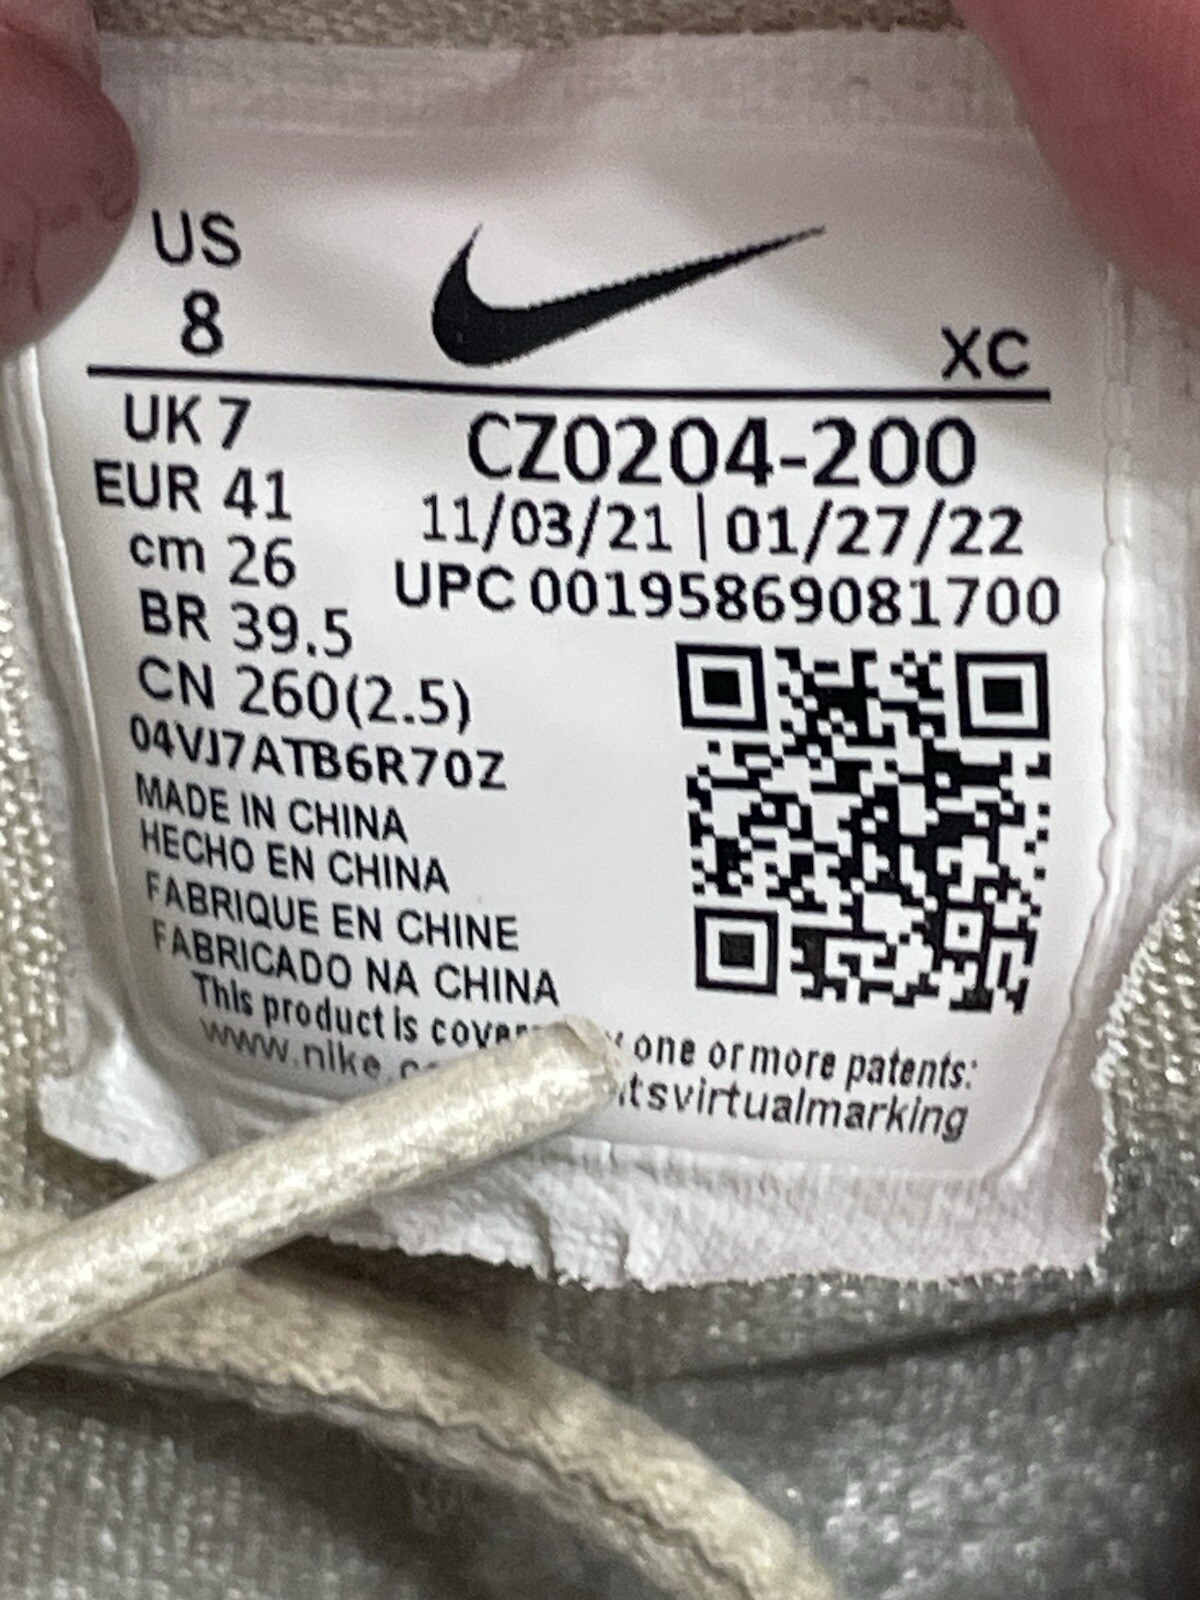 US
8
XC
UK 7
EUR 41
cm 26
BR 39.5
CN 260(2.5)
04VJ7ATB6R70Z
CZ0204-200
11/03/21 | 01/27/22
UPC 00195869081700
MADE IN CHINA
HECHO EN CHINA
FABRIQUE EN CHINE
FABRICADO NA CHINA
This product is one or more patents:
www.nike.